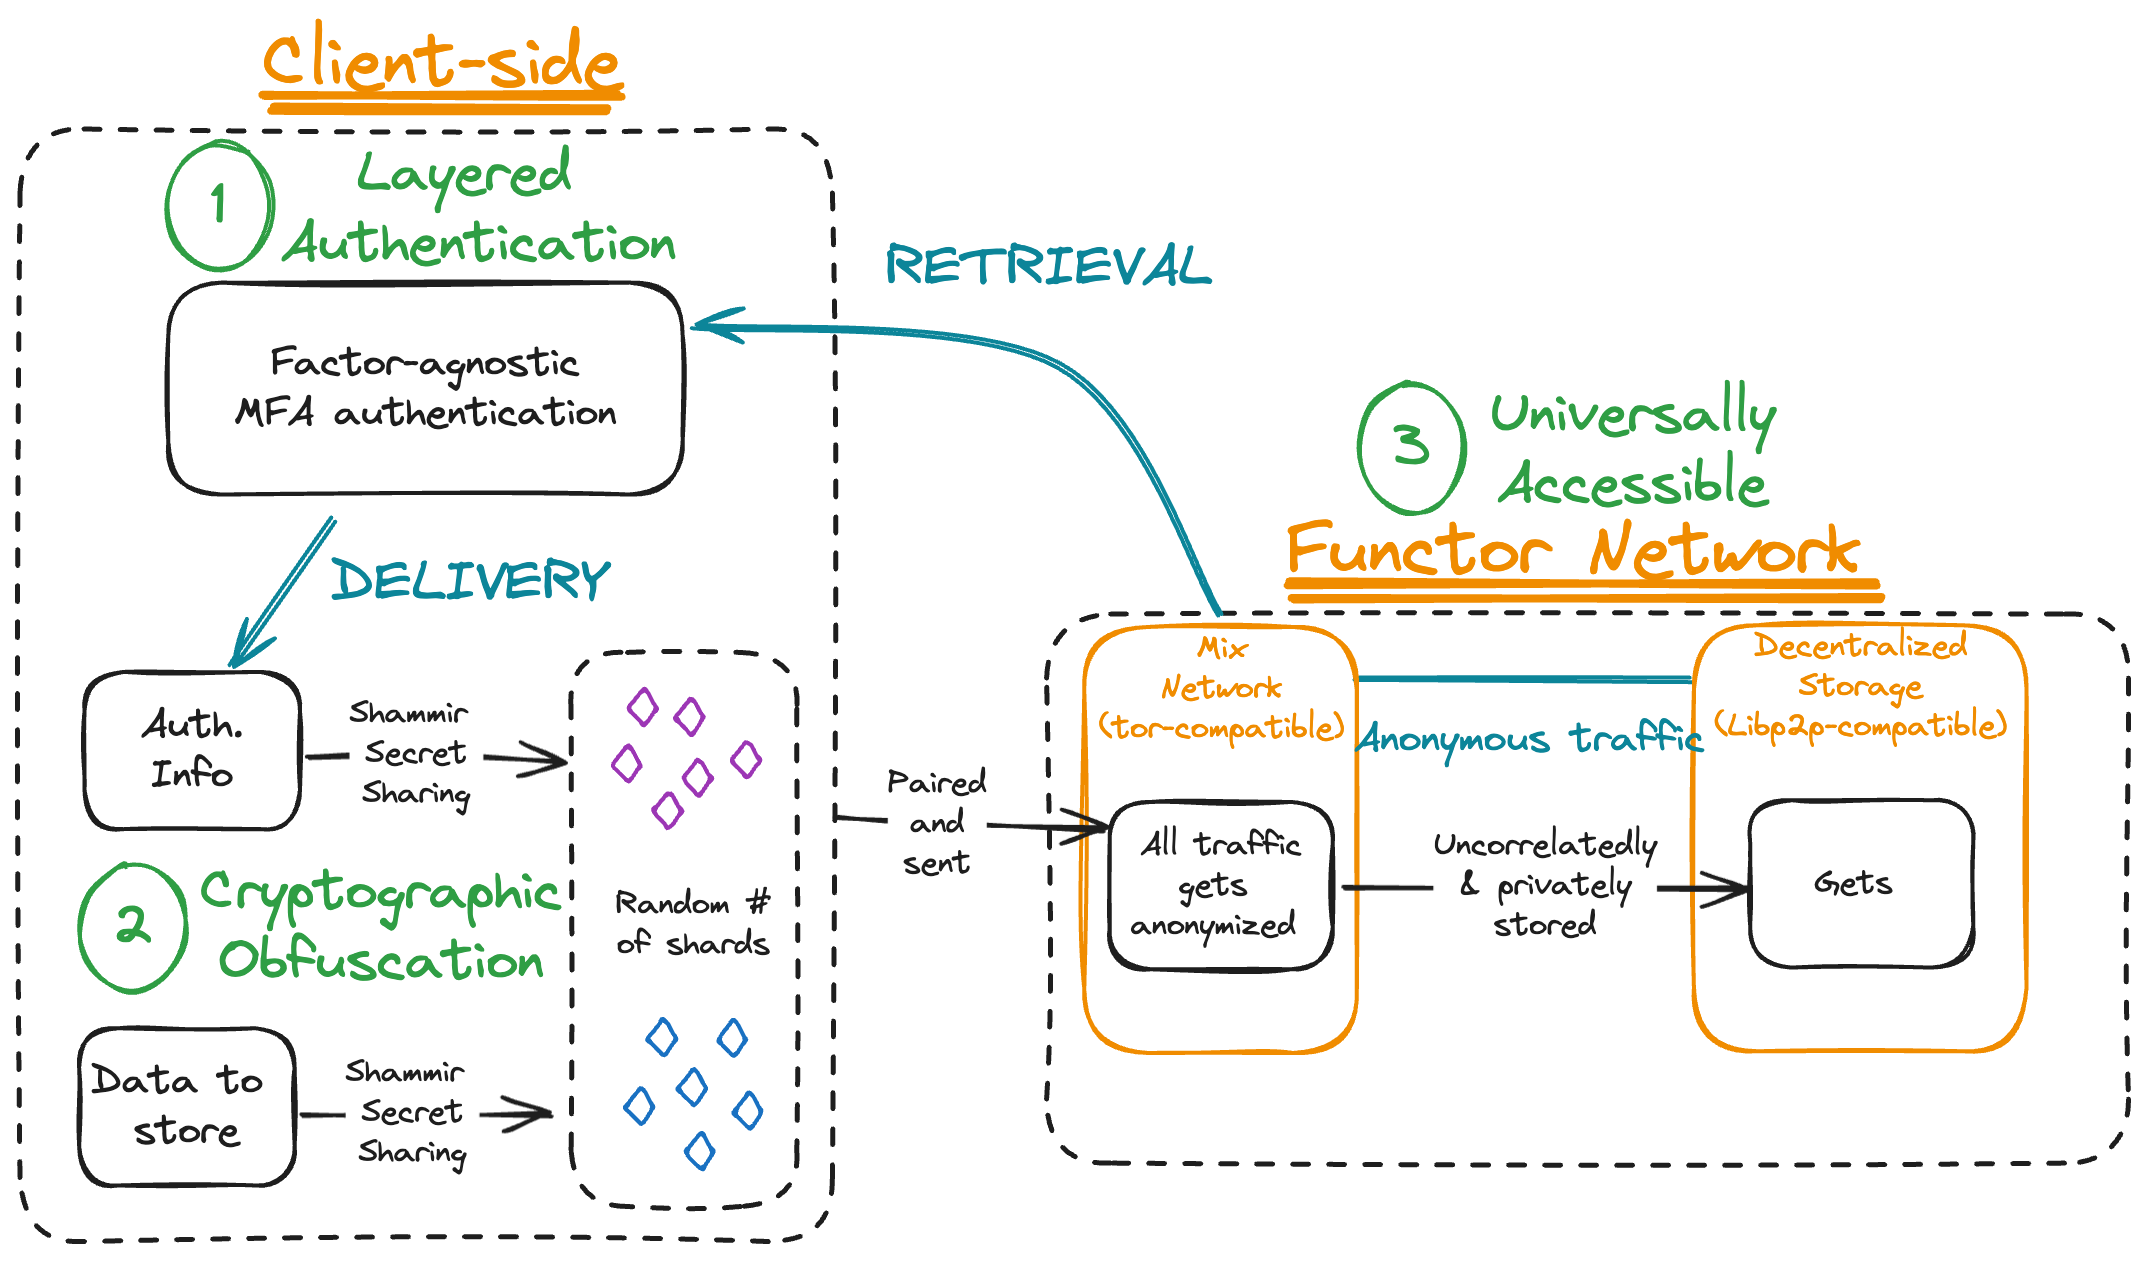 Client-side
1
Layered
Authentication
Factor-agnostic
MFA authentication
DELIVERY
Auth.
Info
Shammir
Secret
Sharing
2
Cryptographic
Obfuscation
Data to
store
Shammir
Secret
Sharing
Random #
of shards
Paired
and
sent
RETRIEVAL
3
Universally
Accessible
Functor Network
Mix
Network
(tor-compatible)
All traffic
gets
anonymized
Anonymous traffic
Uncorrelatedly
& privately
stored
Decentralized
Storage
(Libp2p-compatible)
Gets